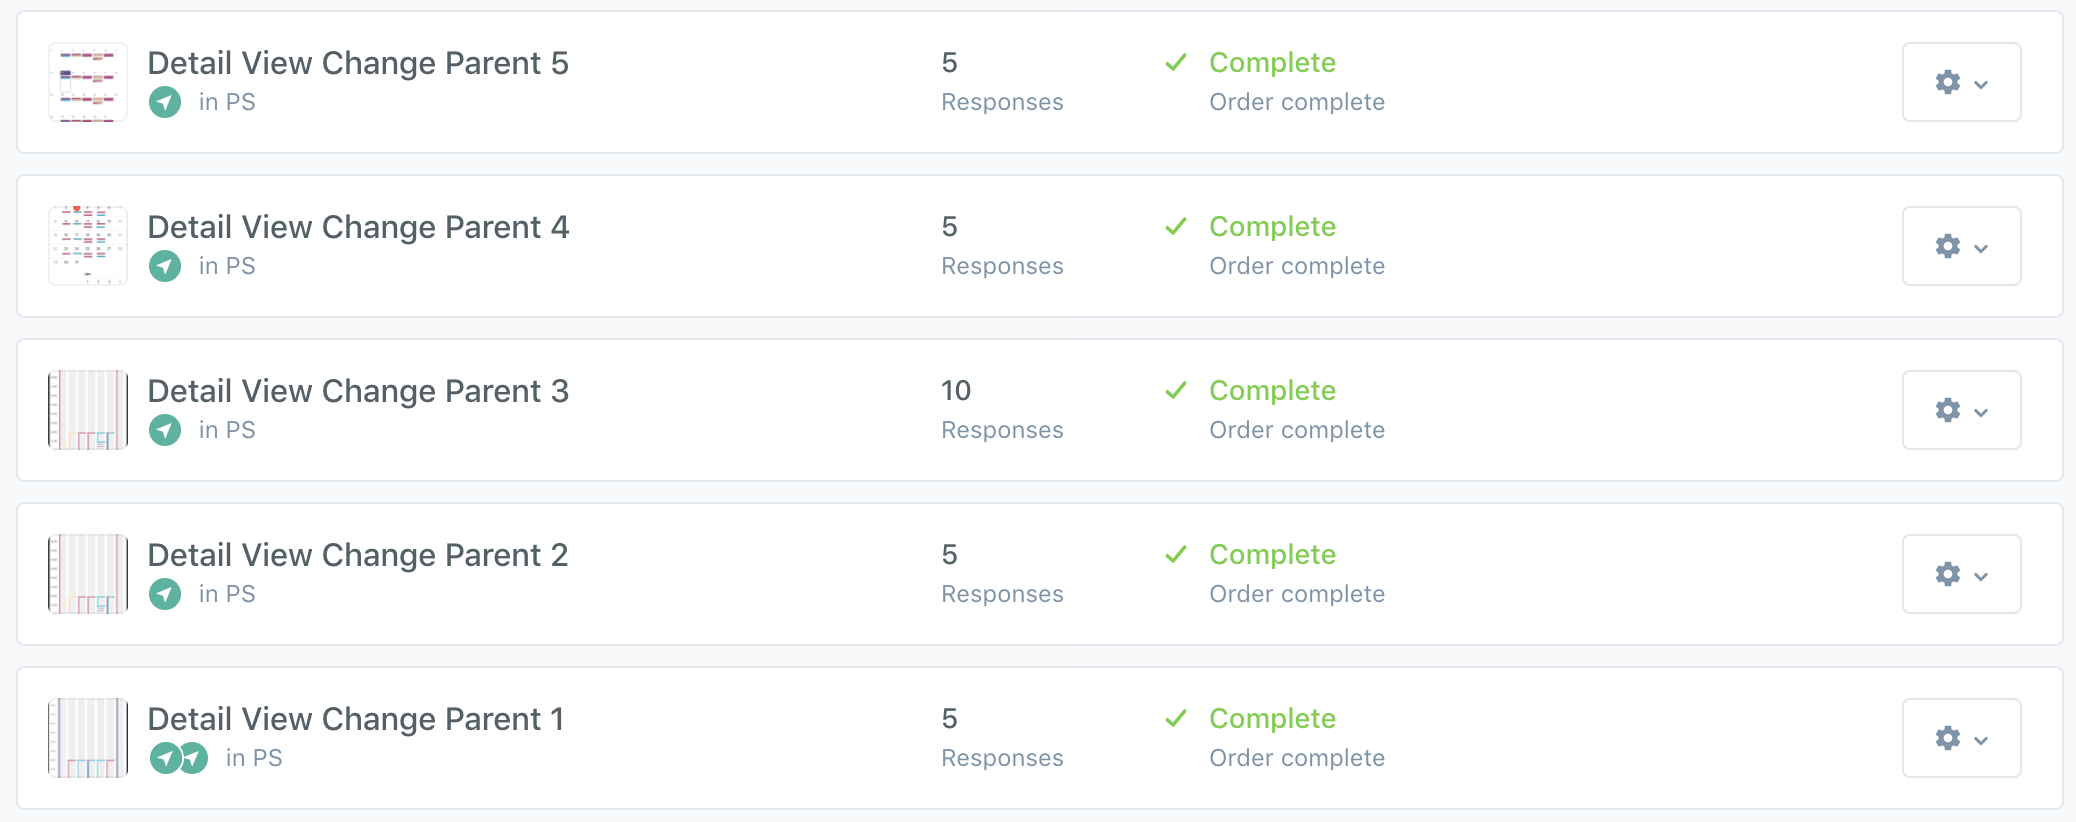 Detail View Change Parent 5
in PS
5
Responses
Complete
Order complete
Detail View Change Parent 4
in PS
5
Responses
Complete
Order complete
Detail View Change Parent 3
in PS
10
Responses
Complete
Order complete
Detail View Change Parent 2
in PS
5
Responses
Complete
Order complete
Detail View Change Parent 1
in PS
5
Responses
Complete
Order complete